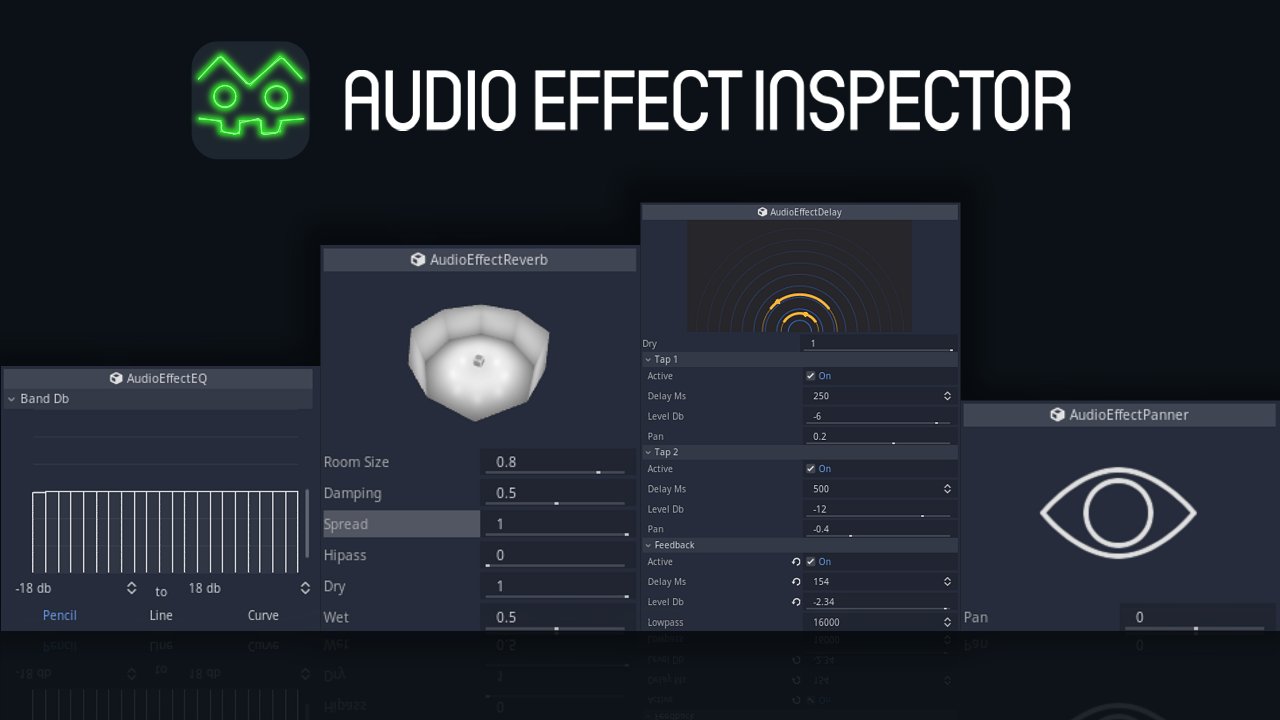 AUDIO EFFECT INSPECTOR
AudioEffectEQ
Band Db
-18 db to 18 db
Pencil Line Curve
AudioEffectReverb
Room Size 0.8
Damping 0.5
Spread 1
Hipass 0
Dry 1
Wet 0.5
AudioEffectDelay
Dry 1
Tap 1
Active On
Delay Ms 250
Level Db -6
Pan 0.2
Tap 2
Active On
Delay Ms 500
Level Db -12
Pan -0.4
Feedback
Active On
Delay Ms 154
Level Db -2.34
Lowpass 16000
AudioEffectPanner
Pan 0